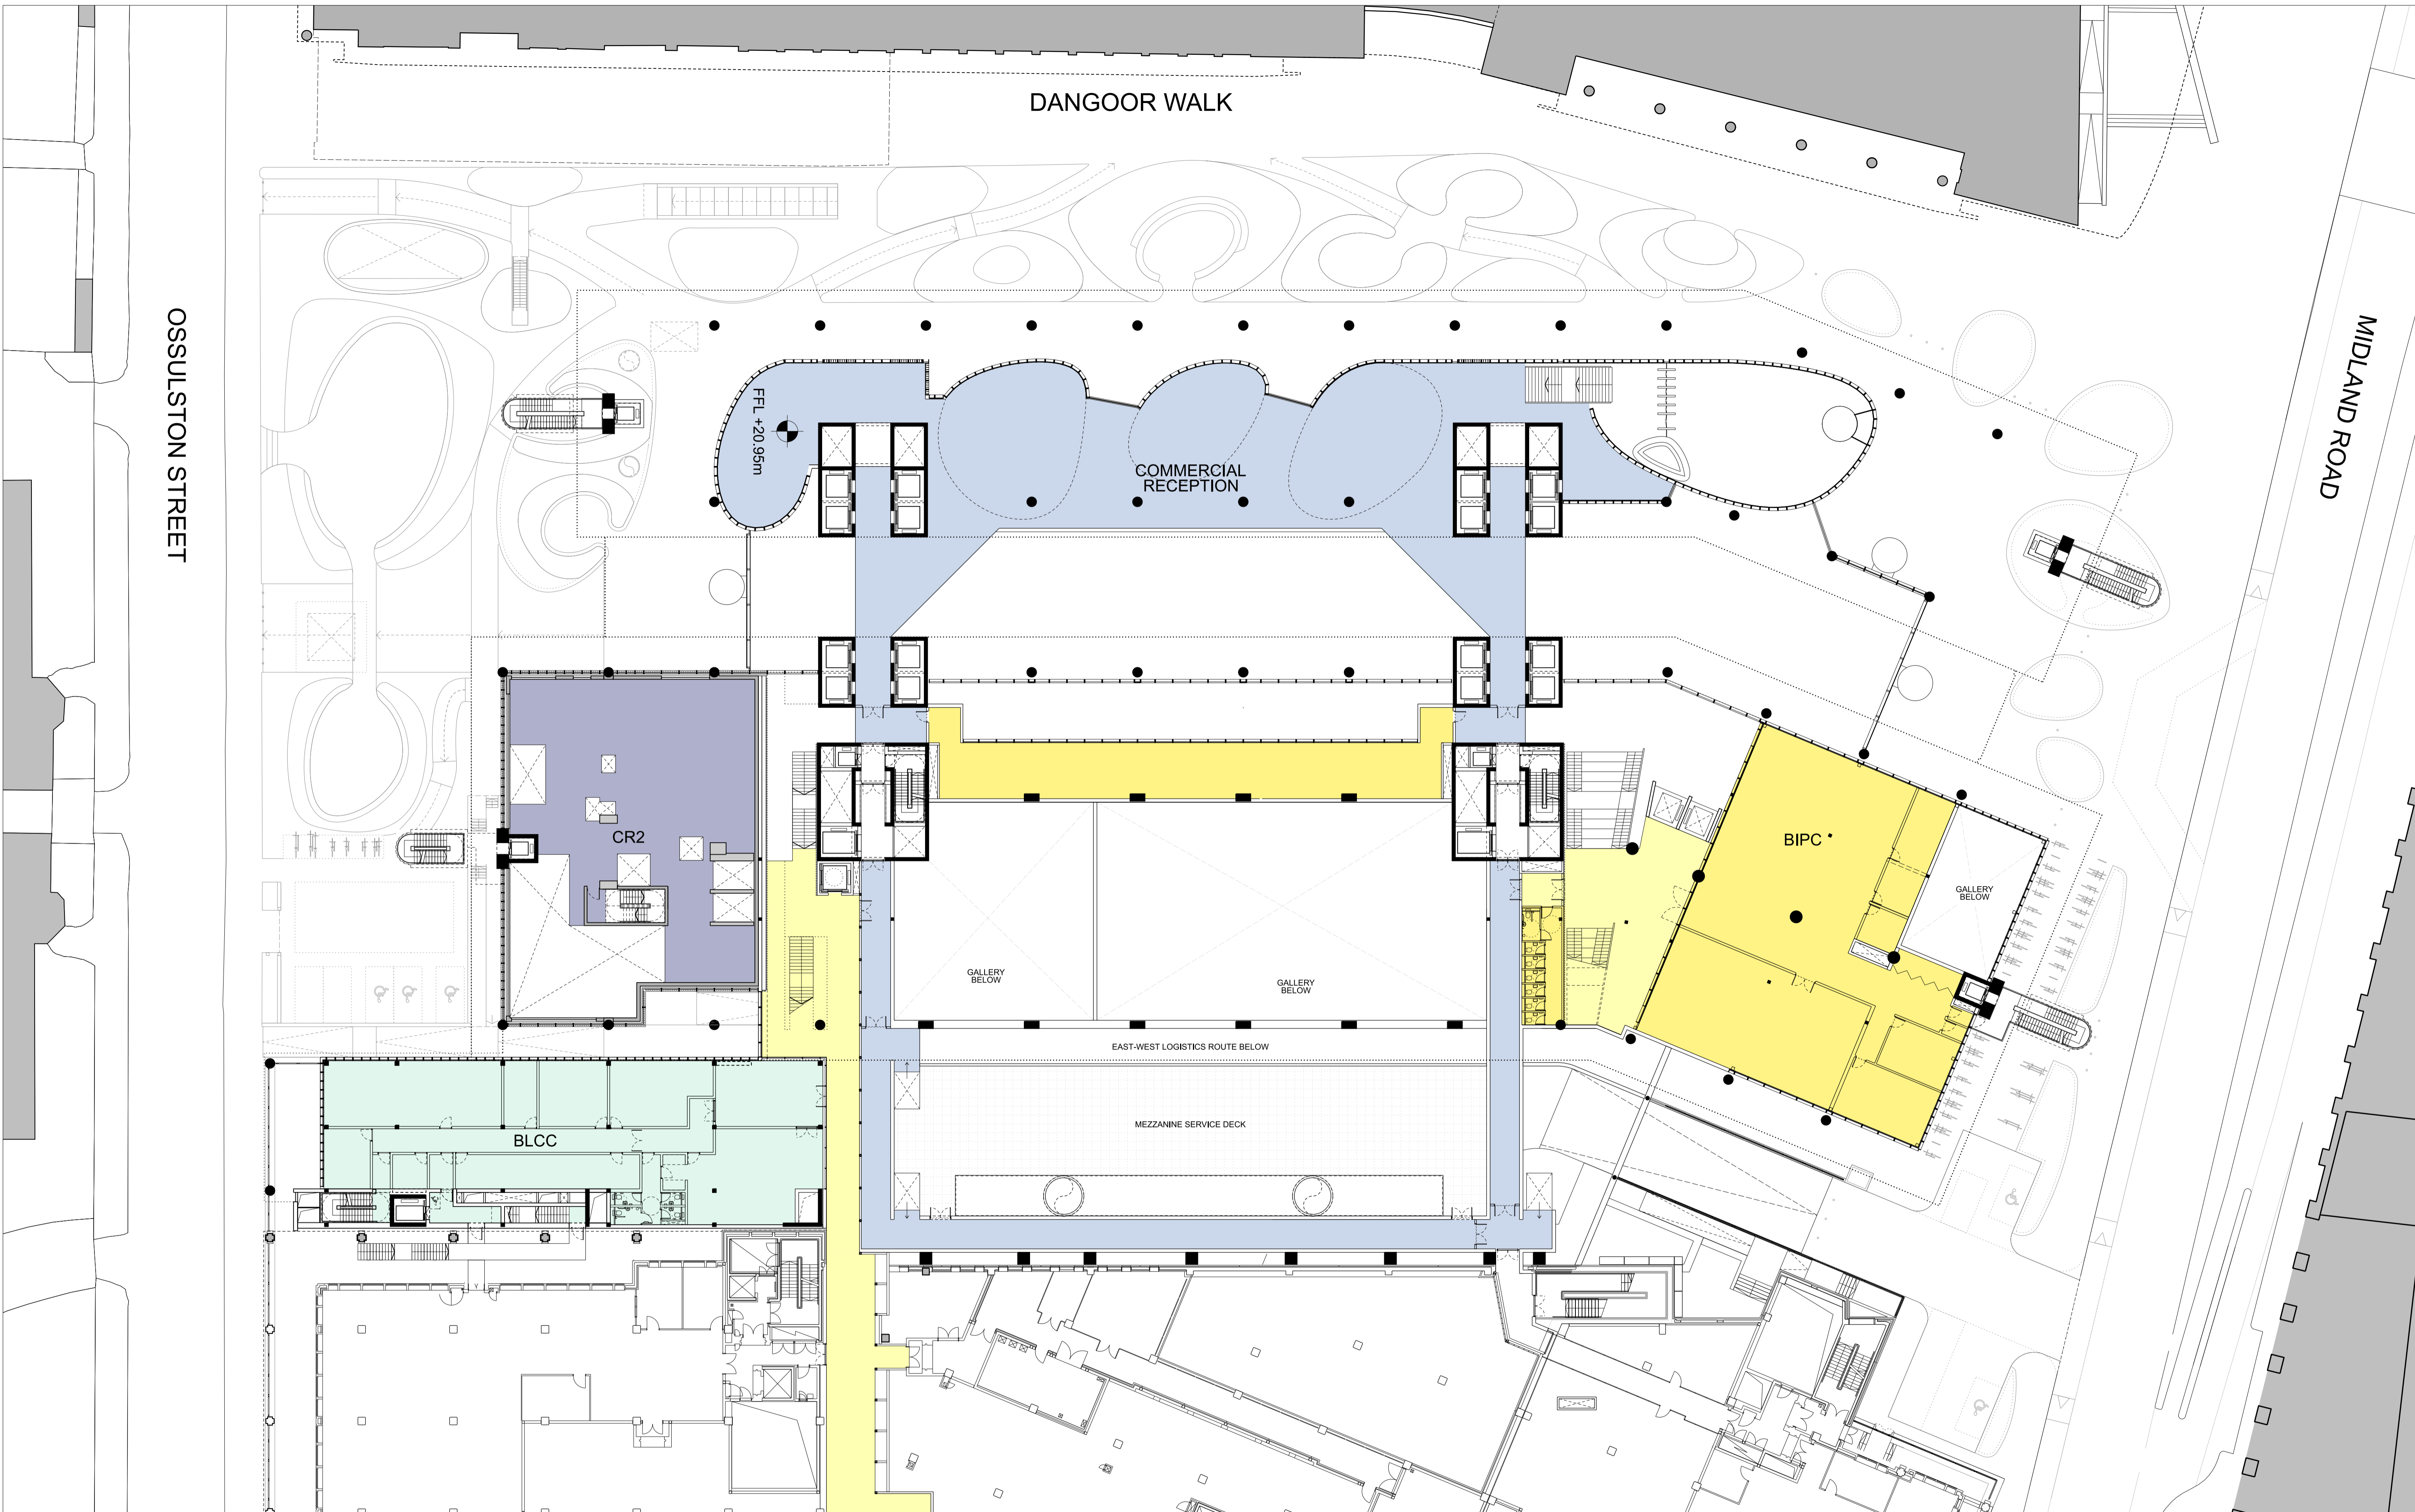 DANGOOR WALK
OSSULSTON STREET
MIDLAND ROAD
FFL +20.95m
COMMERCIAL
RECEPTION
CR2
BIPC
GALLERY
BELOW
GALLERY
BELOW
GALLERY
BELOW
EAST-WEST LOGISTICS ROUTE BELOW
MEZZANINE SERVICE DECK
BLCC